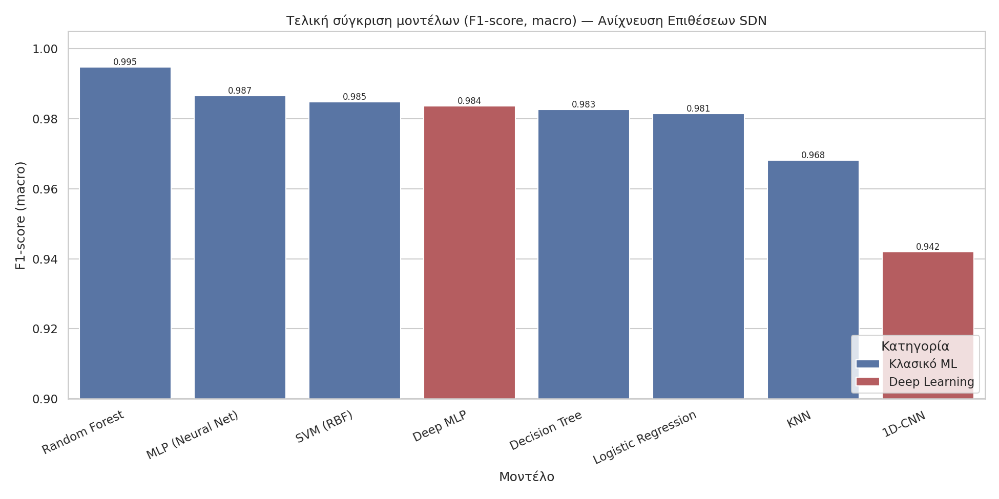 Τελική σύγκριση μοντέλων (F1-score, macro) — Ανίχνευση Επιθέσεων SDN
F1-score (macro)
1.00
0.98
0.96
0.94
0.92
0.90
0.995
0.987
0.985
0.984
0.983
0.981
0.968
0.942
Κατηγορία
Κλασικό ML
Deep Learning
Random Forest
MLP (Neural Net)
SVM (RBF)
Deep MLP
Decision Tree
Logistic Regression
KNN
1D-CNN
Μοντέλο